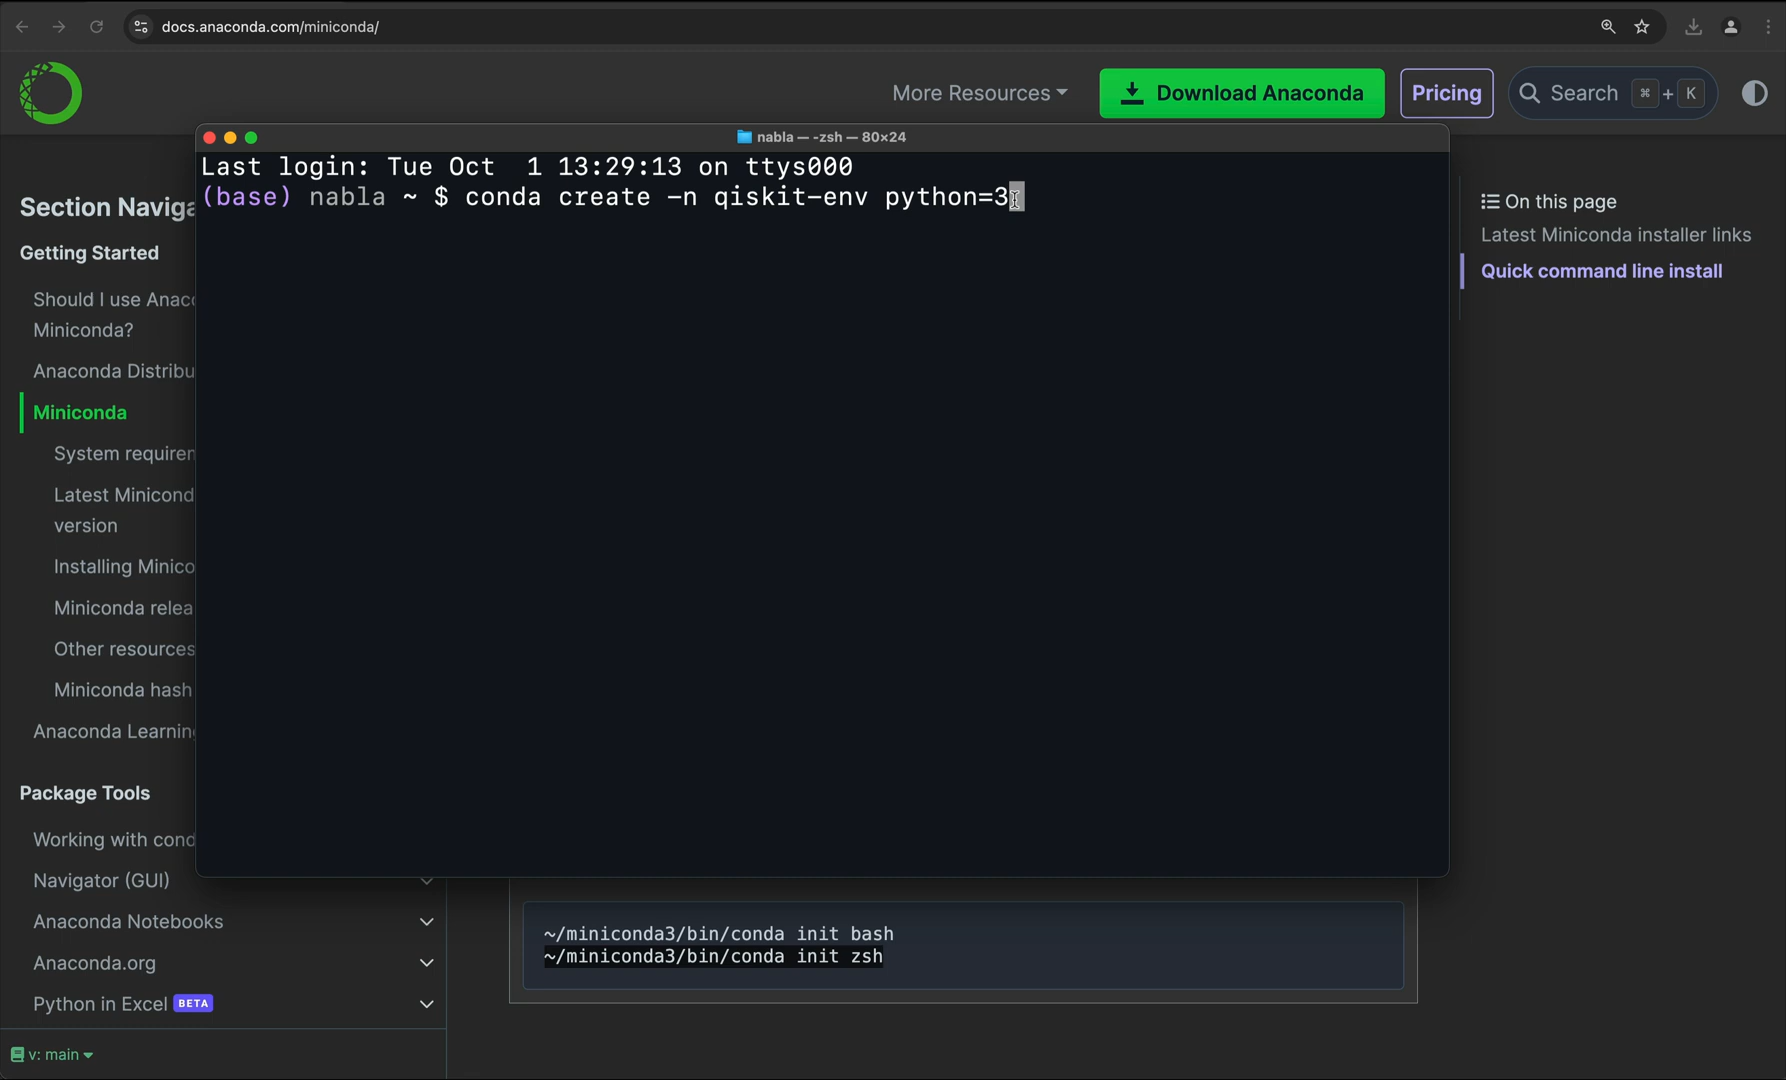 docs.anaconda.com/miniconda/
More Resources
Download Anaconda
Pricing
Search ⌘ + K
nabla — -zsh — 80×24
Last login: Tue Oct  1 13:29:13 on ttys000
(base) nabla ~ $ conda create -n qiskit-env python=3
Section Naviga
Getting Started
Should I use Anaco
Miniconda?
Anaconda Distribu
Miniconda
System requirem
Latest Minicond
version
Installing Minico
Miniconda relea
Other resources
Miniconda hash
Anaconda Learning
Package Tools
Working with cond
Navigator (GUI)
Anaconda Notebooks
Anaconda.org
Python in Excel BETA
v: main
On this page
Latest Miniconda installer links
Quick command line install
~/miniconda3/bin/conda init bash
~/miniconda3/bin/conda init zsh